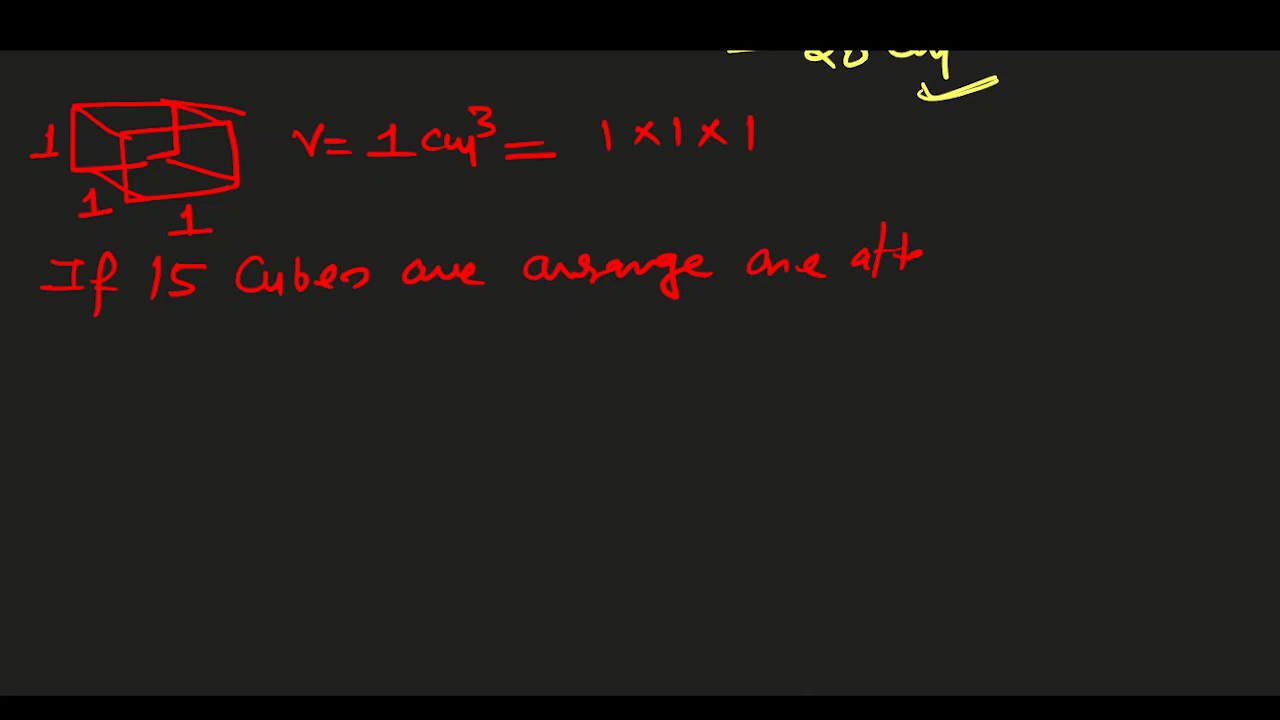 1 V = 1 cm³ = 1 × 1 × 1
1
1
If 15 Cubes are arrange one aft